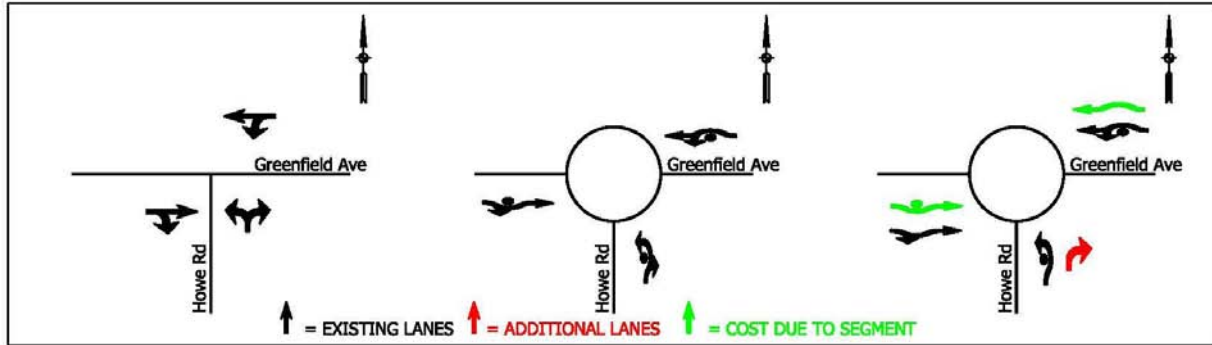 Greenfield Ave
Howe Rd
Greenfield Ave
Howe Rd
Greenfield Ave
Howe Rd
= EXISTING LANES
= ADDITIONAL LANES
= COST DUE TO SEGMENT